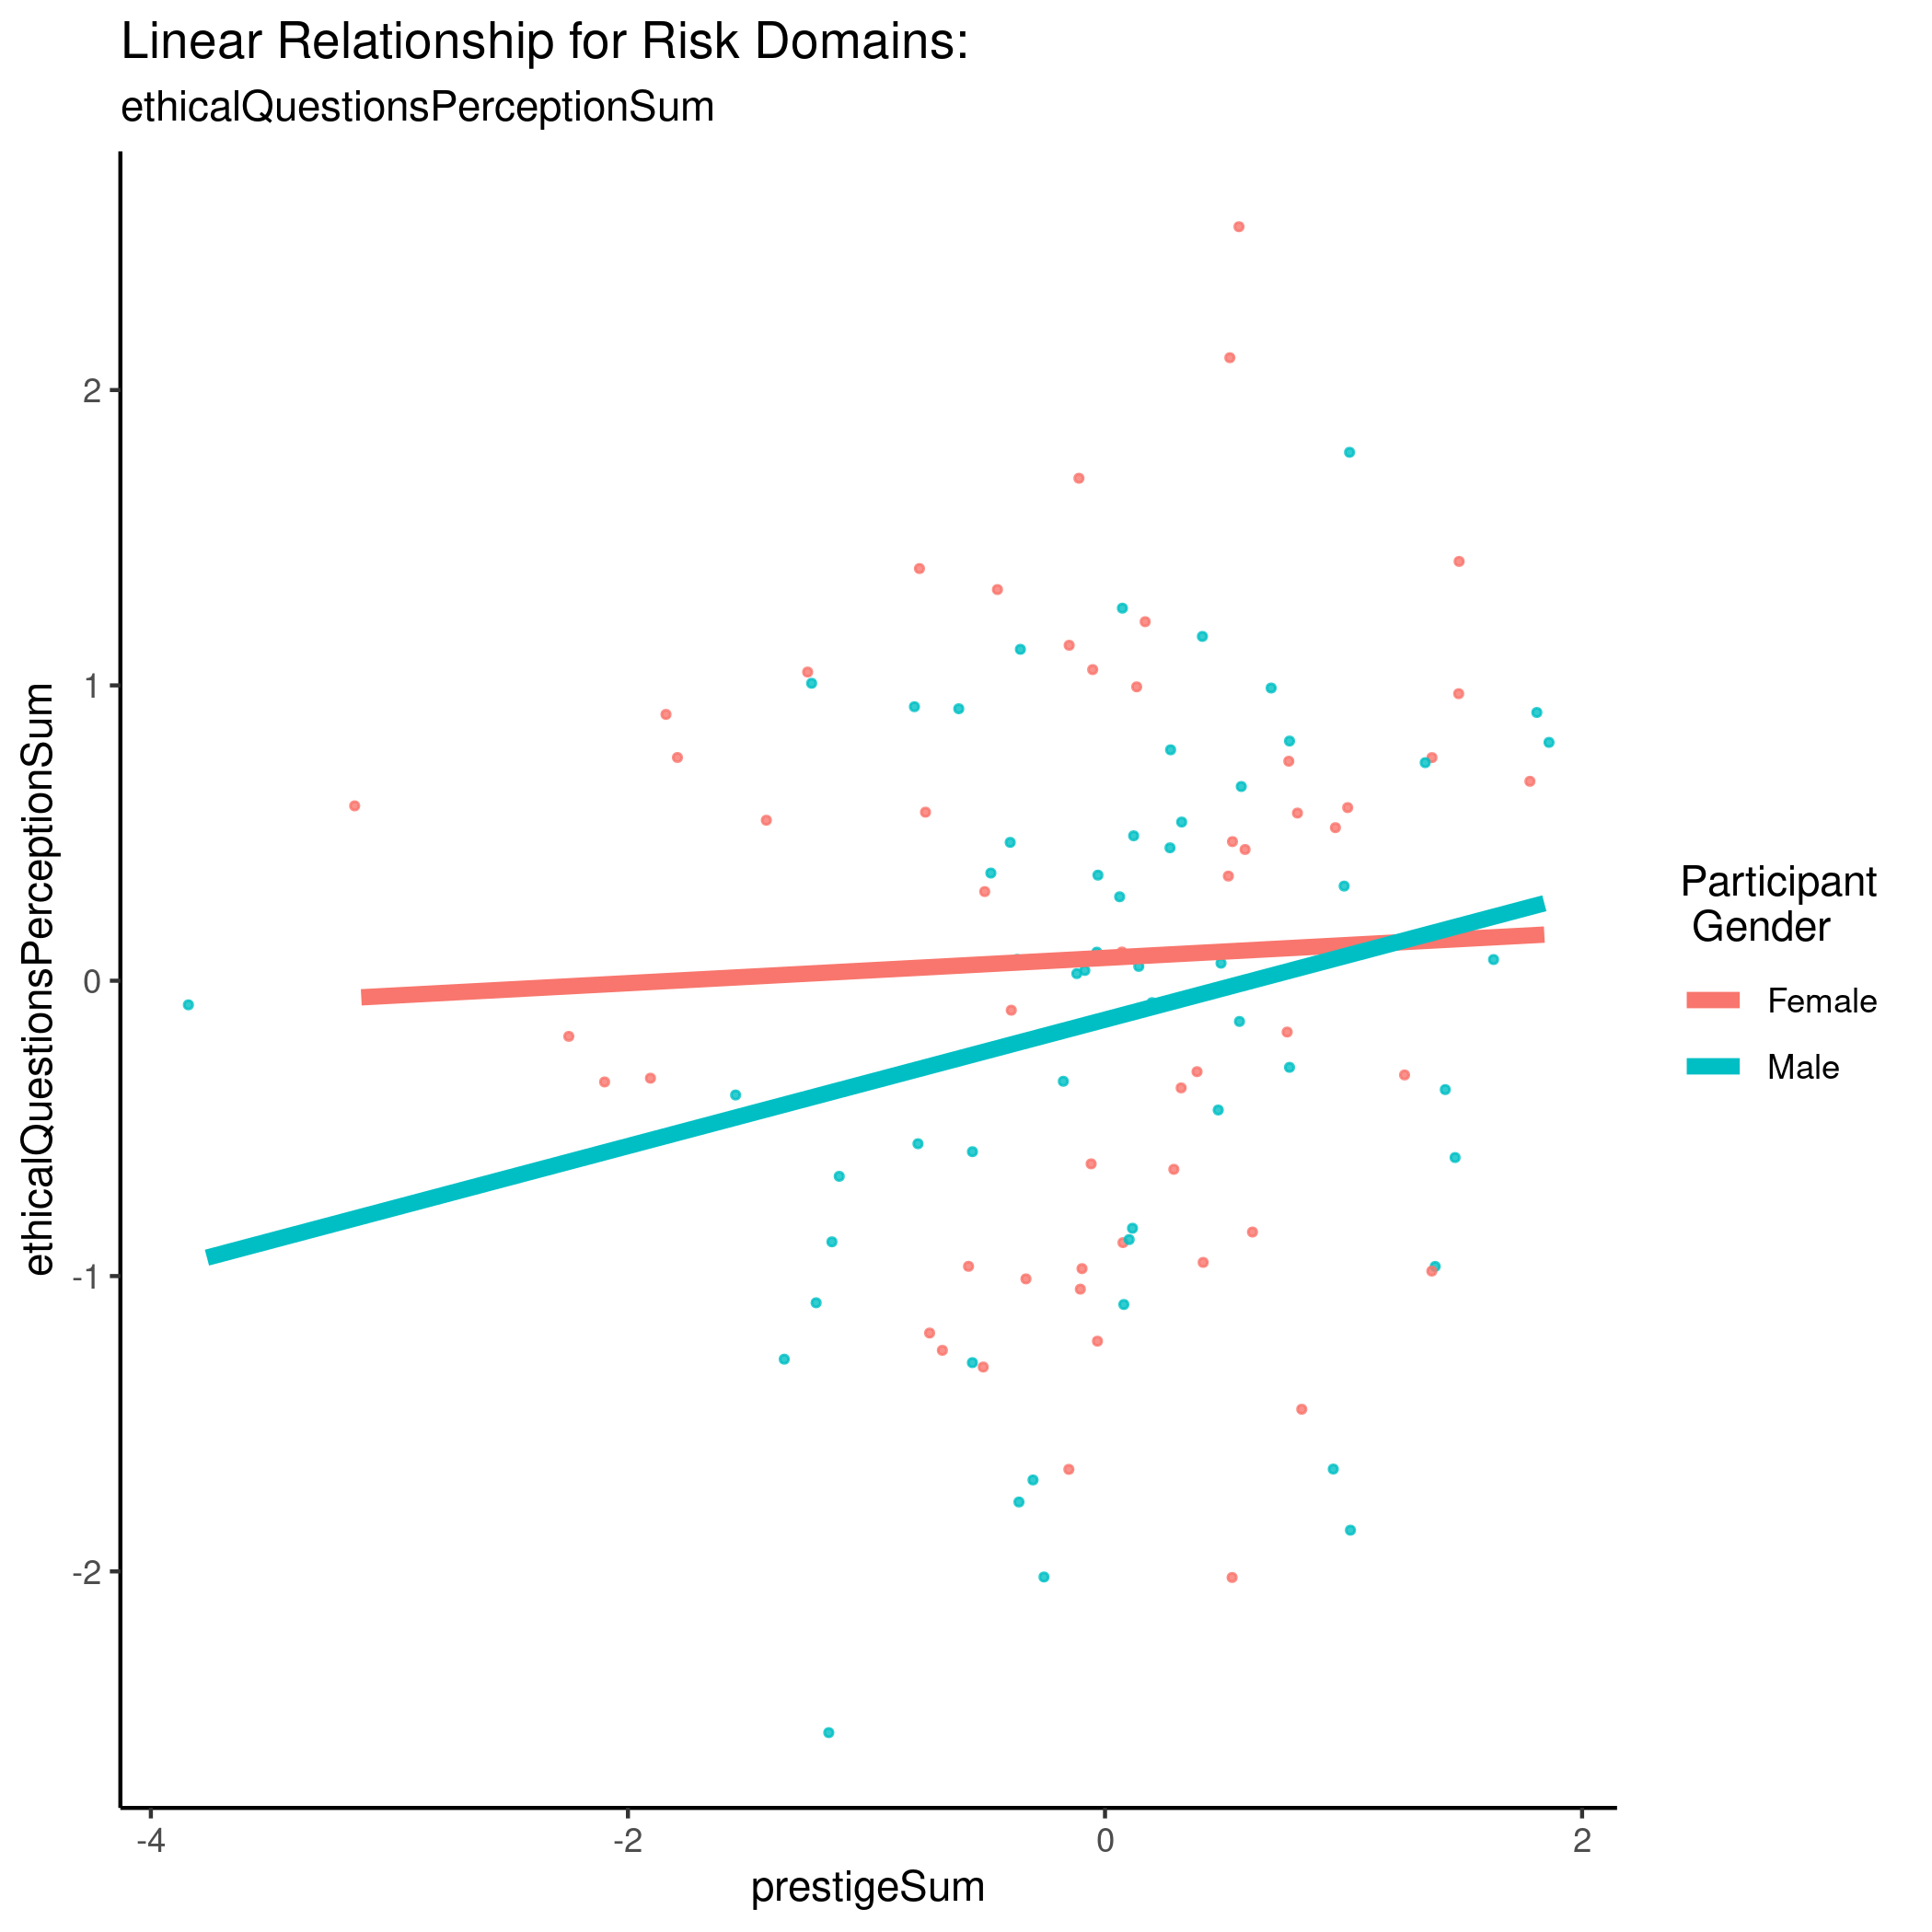 Linear Relationship for Risk Domains:
ethicalQuestionsPerceptionSum
ethicalQuestionsPerceptionSum
2
1
0
-1
-2
-4
-2
0
2
prestigeSum
Participant
Gender
Female
Male